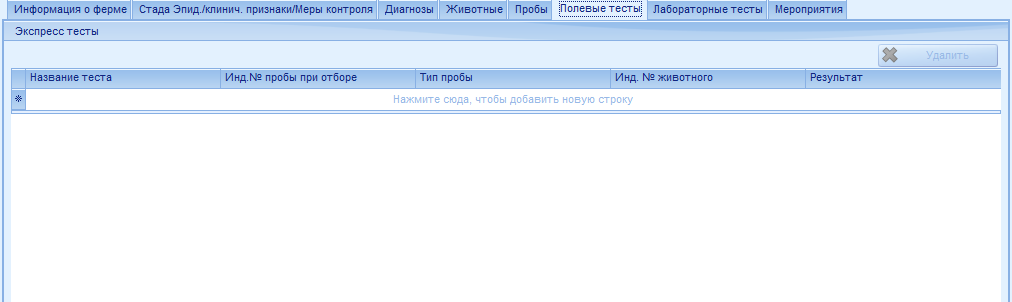 Информация о ферме Стада Эпид./клинич. признаки/Меры контроля Диагнозы Животные Пробы Полевые тесты Лабораторные тесты Мероприятия
Экспресс тесты
Удалить
Название теста Инд.№ пробы при отборе Тип пробы Инд. № животного Результат
Нажмите сюда, чтобы добавить новую строку